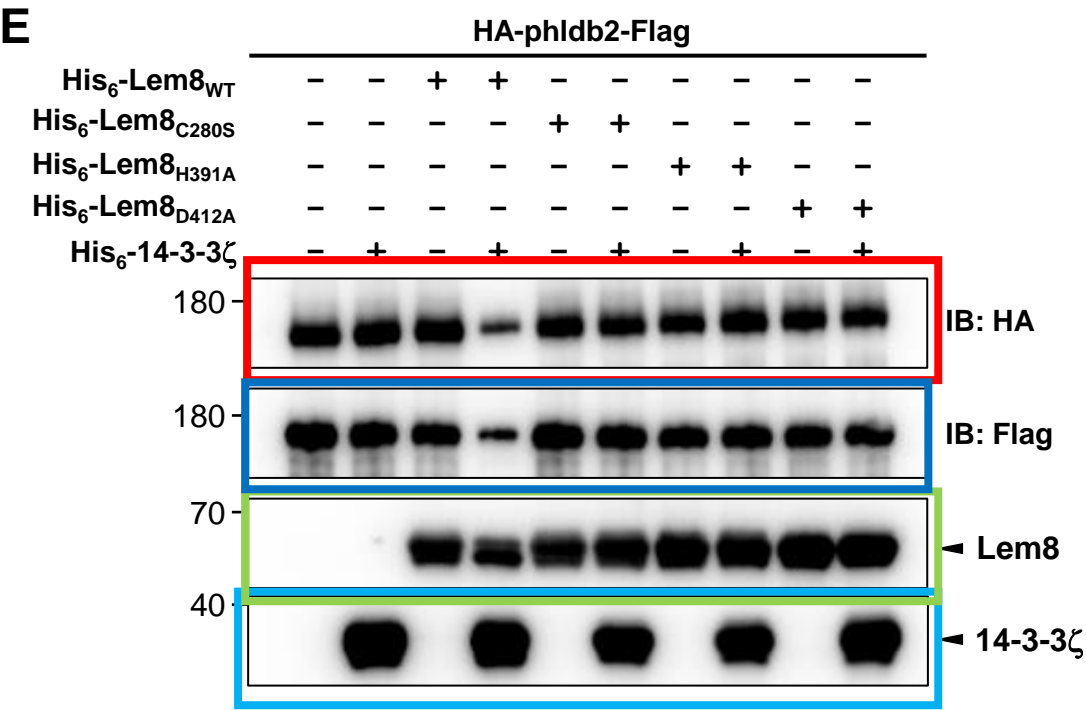 E
HA-phldb2-Flag
His₆-Lem8WT − − + + − − − − − −
His₆-Lem8C280S − − − − + + − − − −
His₆-Lem8H391A − − − − − − + + − −
His₆-Lem8D412A − − − − − − − − + +
His₆-14-3-3ζ − + − + − + − + − +
180 IB: HA
180 IB: Flag
70 Lem8
40 14-3-3ζ